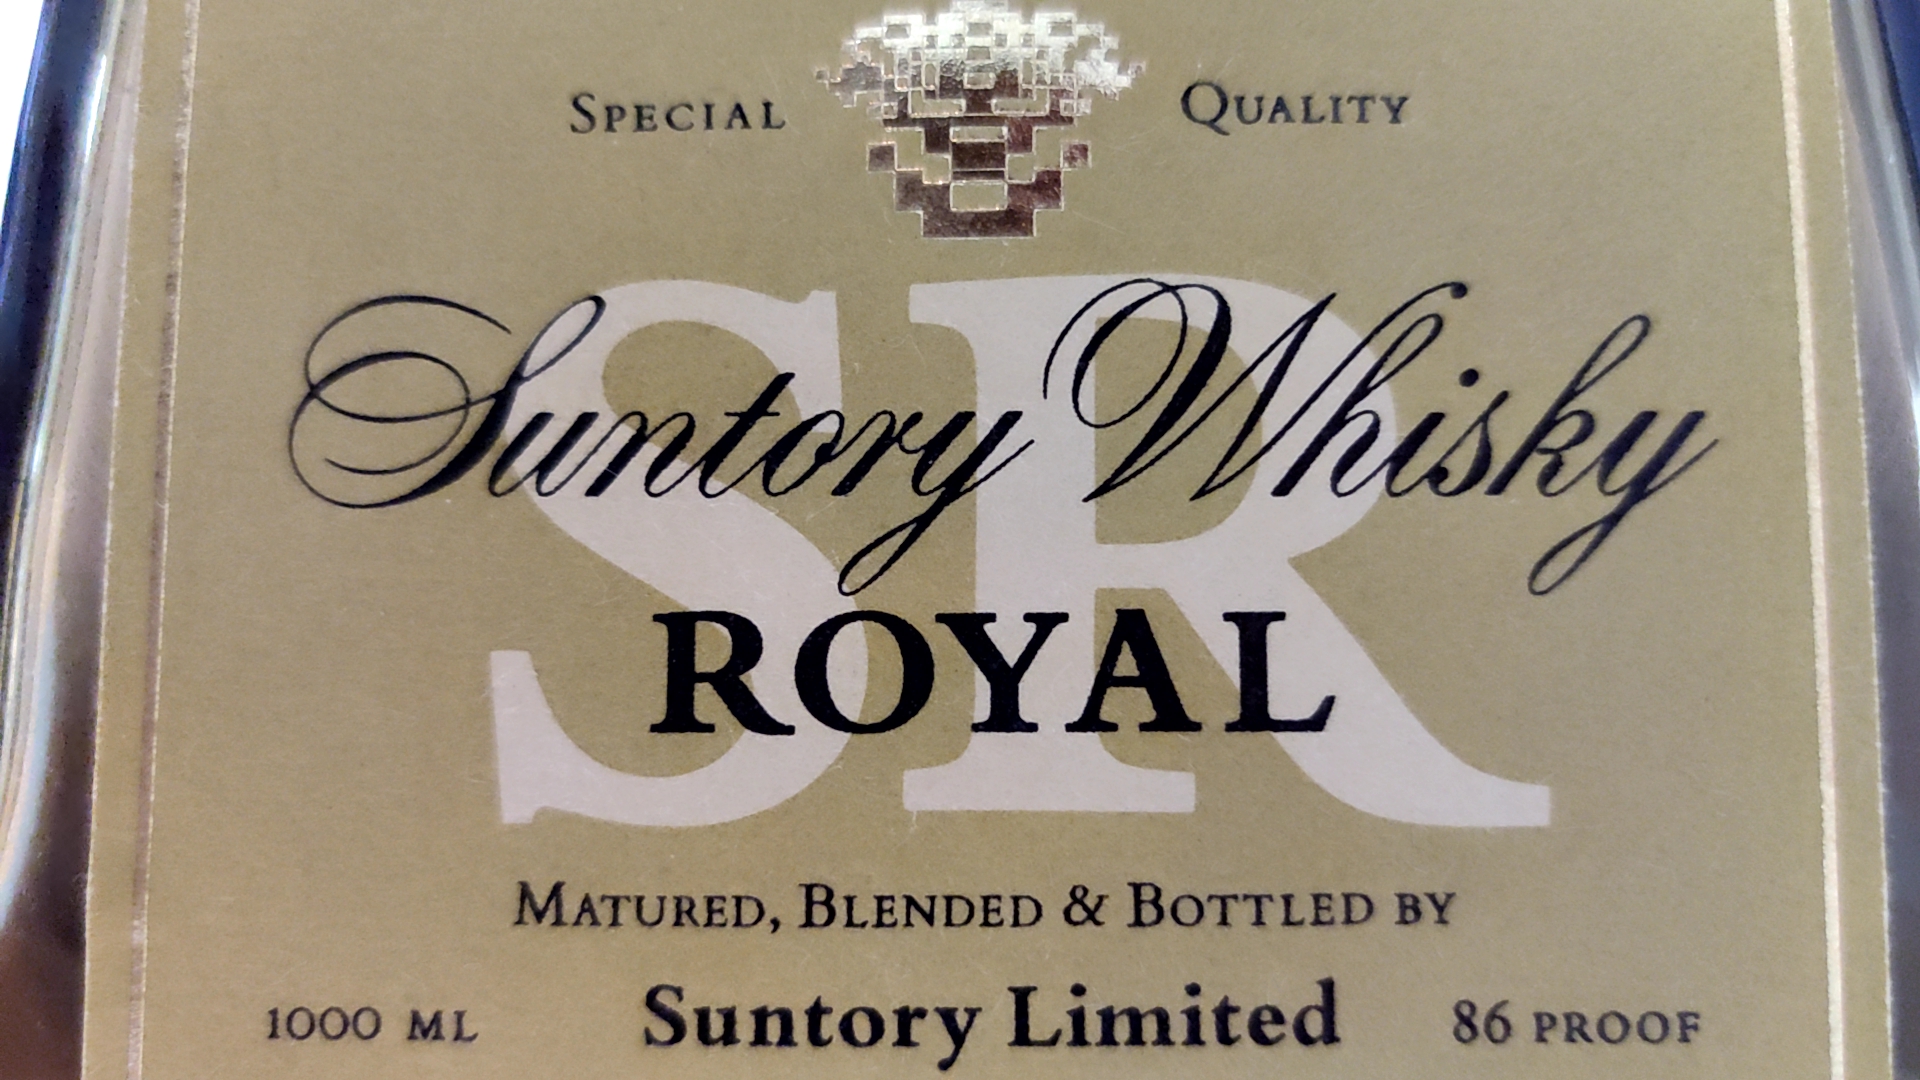 SPECIAL QUALITY
SR
Suntory Whisky
ROYAL
MATURED, BLENDED & BOTTLED BY
1000 ML Suntory Limited 86 PROOF